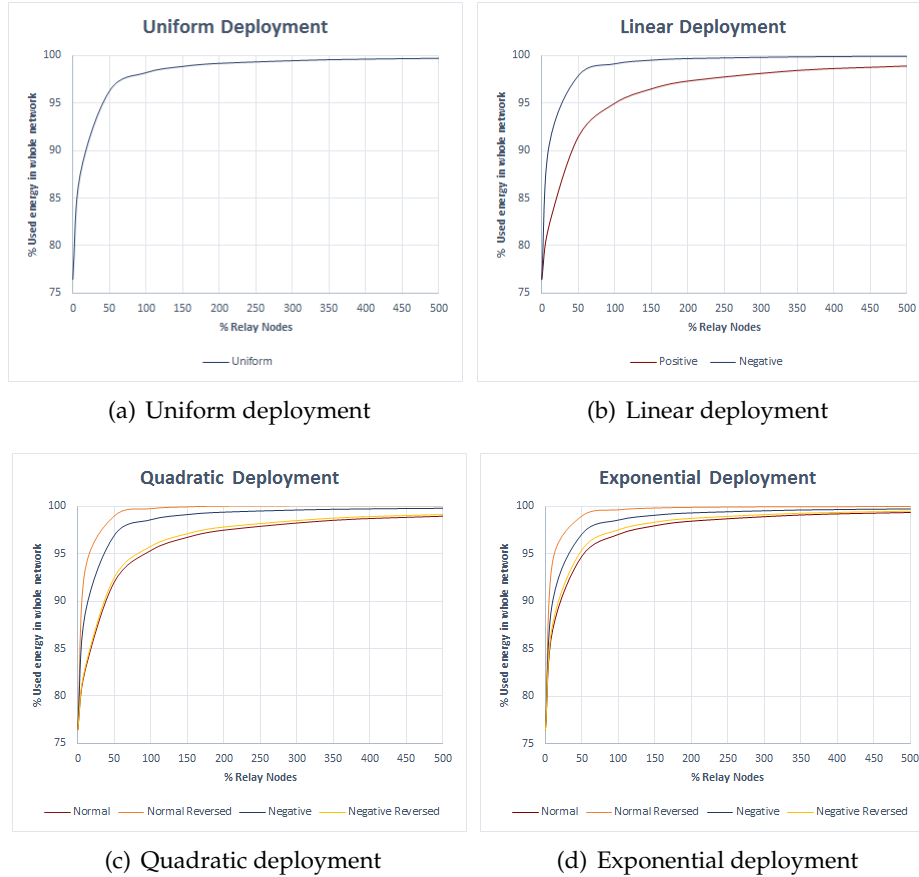 Uniform Deployment
100
95
90
85
80
75
% Used energy in whole network
0 50 100 150 200 250 300 350 400 450 500
% Relay Nodes
Uniform
(a) Uniform deployment
Linear Deployment
100
95
90
85
80
75
% Used energy in whole network
0 50 100 150 200 250 300 350 400 450 500
% Relay Nodes
Positive Negative
(b) Linear deployment
Quadratic Deployment
100
95
90
85
80
75
% Used energy in whole network
0 50 100 150 200 250 300 350 400 450 500
% Relay Nodes
Normal Normal Reversed Negative Negative Reversed
(c) Quadratic deployment
Exponential Deployment
100
95
90
85
80
75
% Used energy in whole network
0 50 100 150 200 250 300 350 400 450 500
% Relay Nodes
Normal Normal Reversed Negative Negative Reversed
(d) Exponential deployment